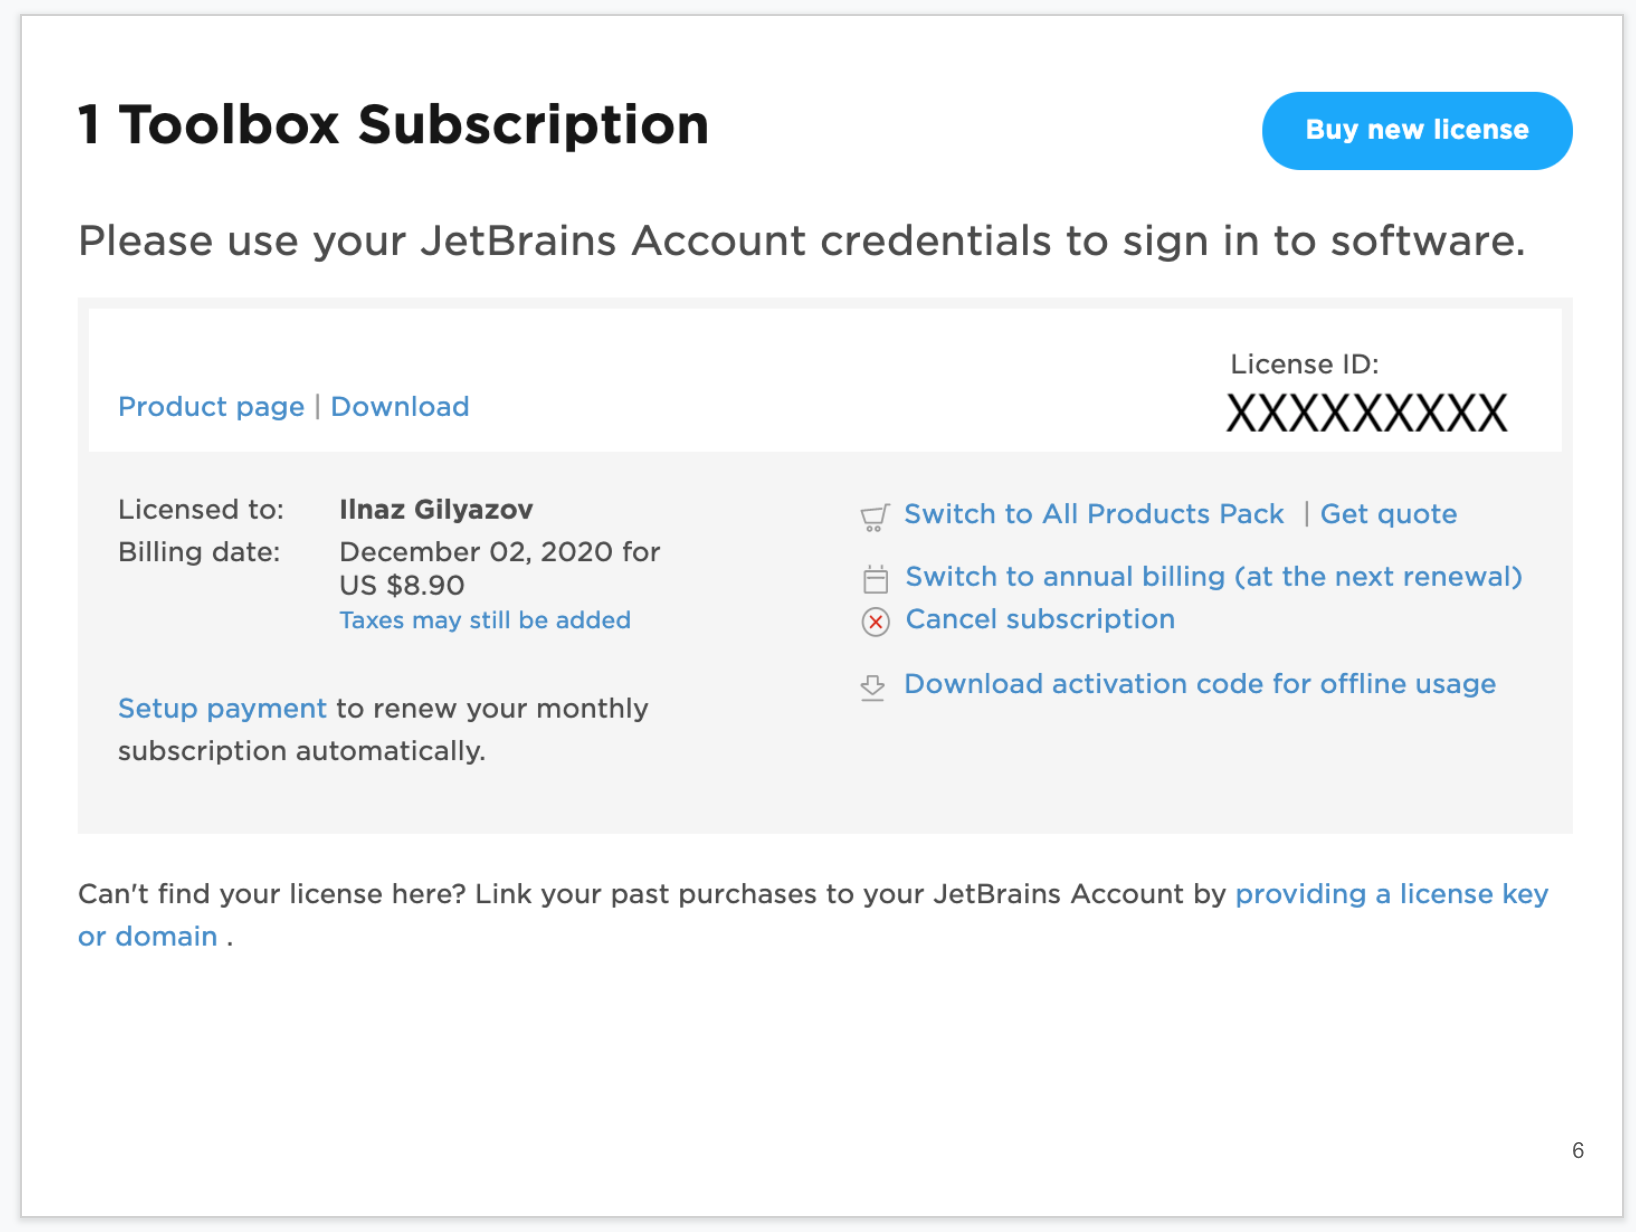 1 Toolbox Subscription
Buy new license
Please use your JetBrains Account credentials to sign in to software.
Product page | Download
License ID:
XXXXXXXXX
Licensed to: Ilnaz Gilyazov
Billing date: December 02, 2020 for
US $8.90
Taxes may still be added
Setup payment to renew your monthly
subscription automatically.
Switch to All Products Pack | Get quote
Switch to annual billing (at the next renewal)
Cancel subscription
Download activation code for offline usage
Can't find your license here? Link your past purchases to your JetBrains Account by providing a license key
or domain .
6